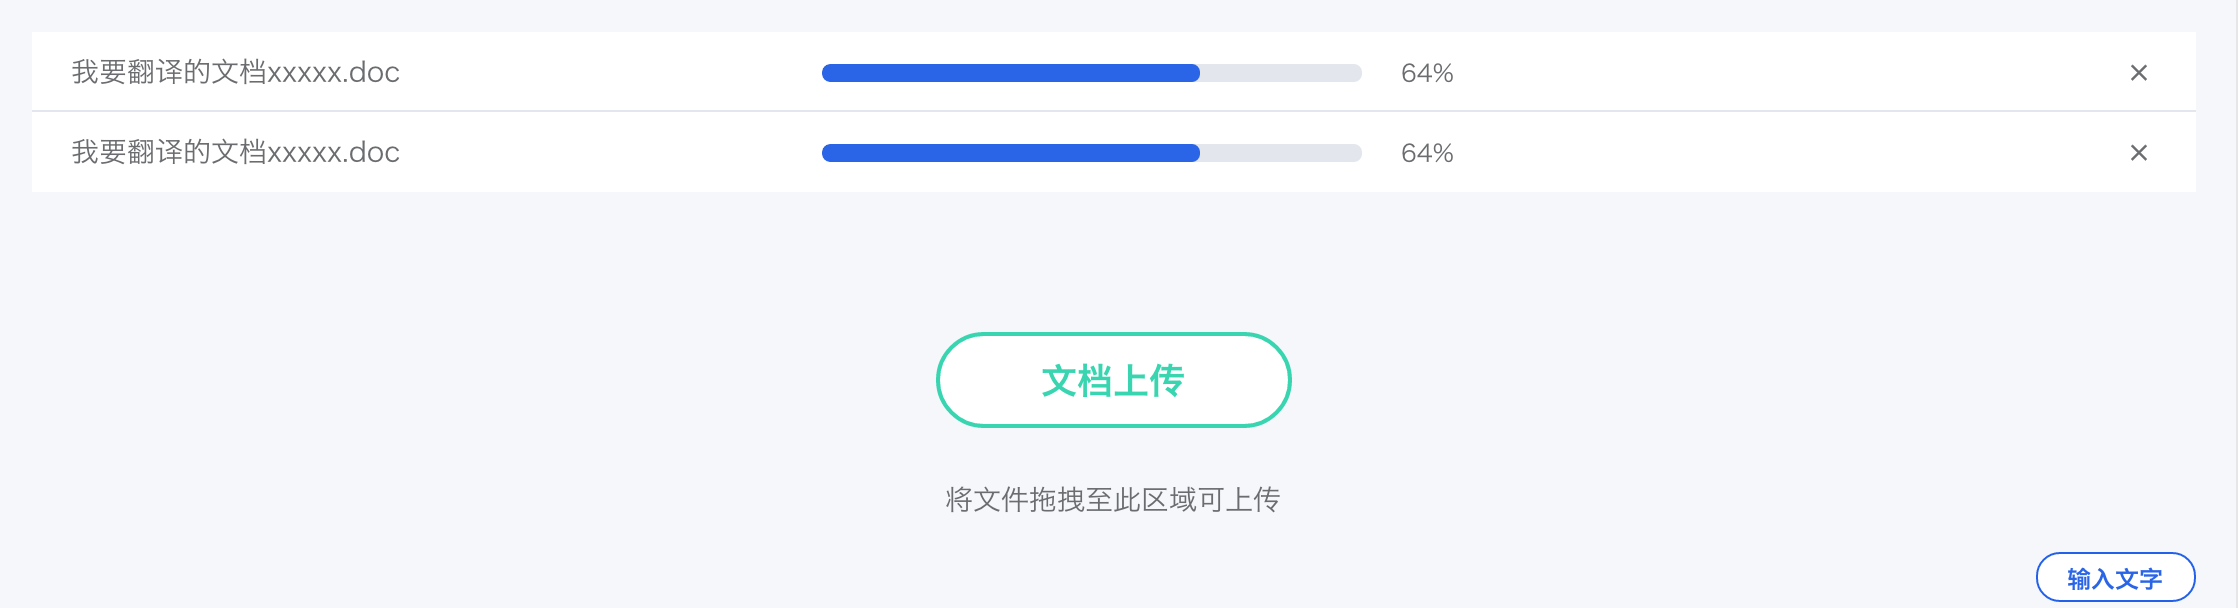 我要翻译的文档xxxxx.doc 64% ×
我要翻译的文档xxxxx.doc 64% ×
文档上传
将文件拖拽至此区域可上传
输入文字